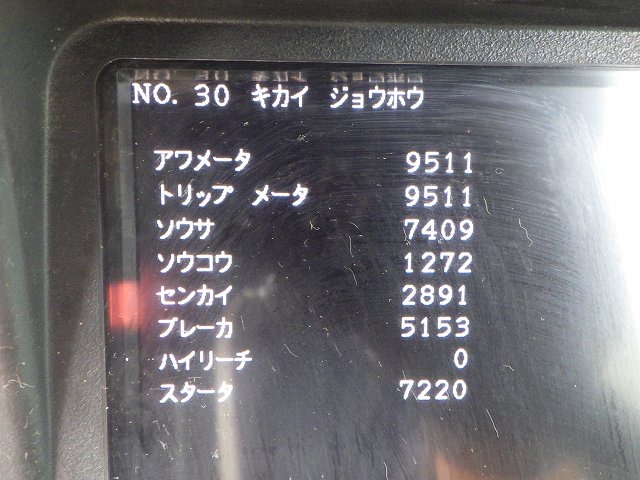 NO. 30 キカイ ジョウホウ
アワメータ 9511
トリップ メータ 9511
ソウサ 7409
ソウコウ 1272
センカイ 2891
ブレーカ 5153
ハイリーチ 0
スタータ 7220